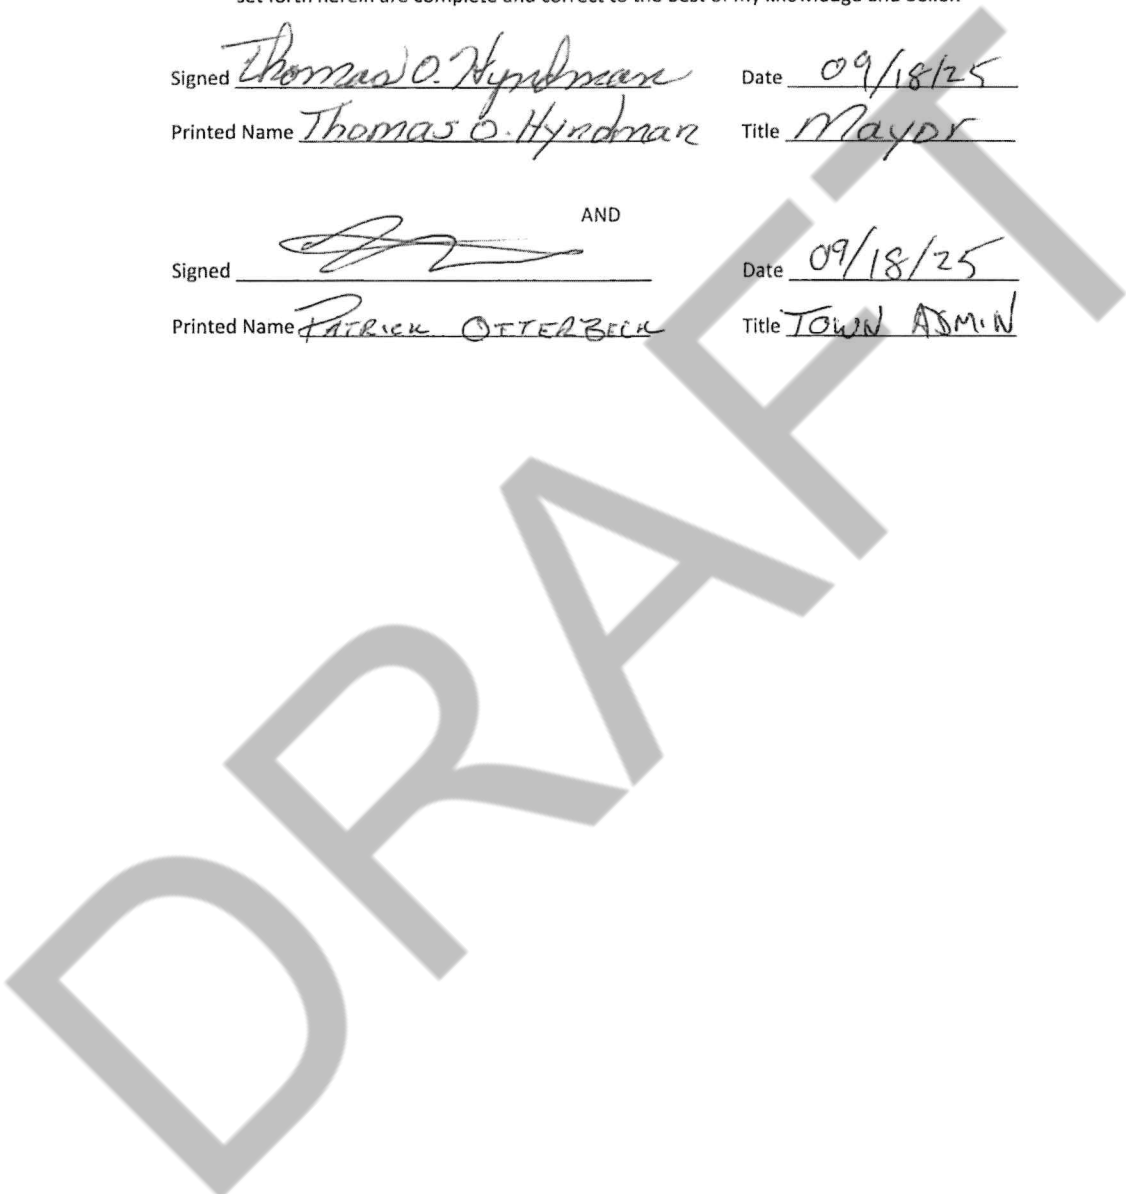 set forth herein are complete and correct to the best of my knowledge and belief.
Signed Thomas O. Hyndman Date 09/18/25
Printed Name Thomas O. Hyndman Title Mayor
AND
Signed Date 09/18/25
Printed Name PATRICK OTTERBECK Title TOWN ADMIN
DRAFT